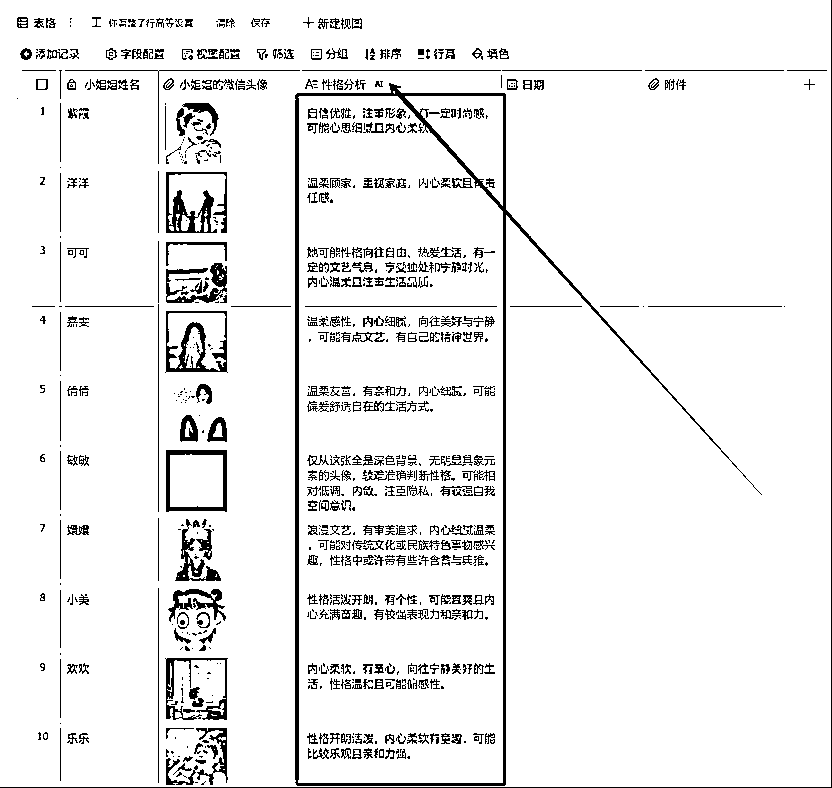 表格 你调整了行高等设置 清除 保存 + 新建视图
添加记录 字段配置 视图配置 筛选 分组 排序 行高 填色
小姐姐姓名 小姐姐的微信头像 性格分析 AI 日期 附件 +
1 紫霞 自信优雅，注重形象，有一定时尚感，
可能心思细腻且内心柔软。
2 洋洋 温柔顾家，重视家庭，内心柔软且有责
任感。
3 可可 她可能性格向往自由、热爱生活，有一
定的文艺气息，享受独处和宁静时光，
内心温柔且注重生活品质。
4 嘉雯 温柔感性，内心细腻，向往美好与宁静
，可能有点文艺，有自己的精神世界。
5 倩倩 温柔友善，有亲和力，内心细腻，可能
偏爱舒适自在的生活方式。
6 敏敏 仅从这张全是深色背景、无明显具象元
素的头像，较难准确判断性格。可能相
对低调、内敛，注重隐私，有较强自我
空间意识。
7 浪漫文艺，有审美追求，内心细腻温柔
，可能对传统文化或民族特色事物感兴
趣，性格中或许带有些许含蓄与典雅。
8 小美 性格活泼开朗，有个性，可能直爽且内
心充满童趣，有较强表现力和亲和力。
9 欢欢 内心柔软，有童心，向往宁静美好的生
活，性格温和且可能偏感性。
10 乐乐 性格开朗活泼，内心柔软有童趣，可能
比较乐观且亲和力强。